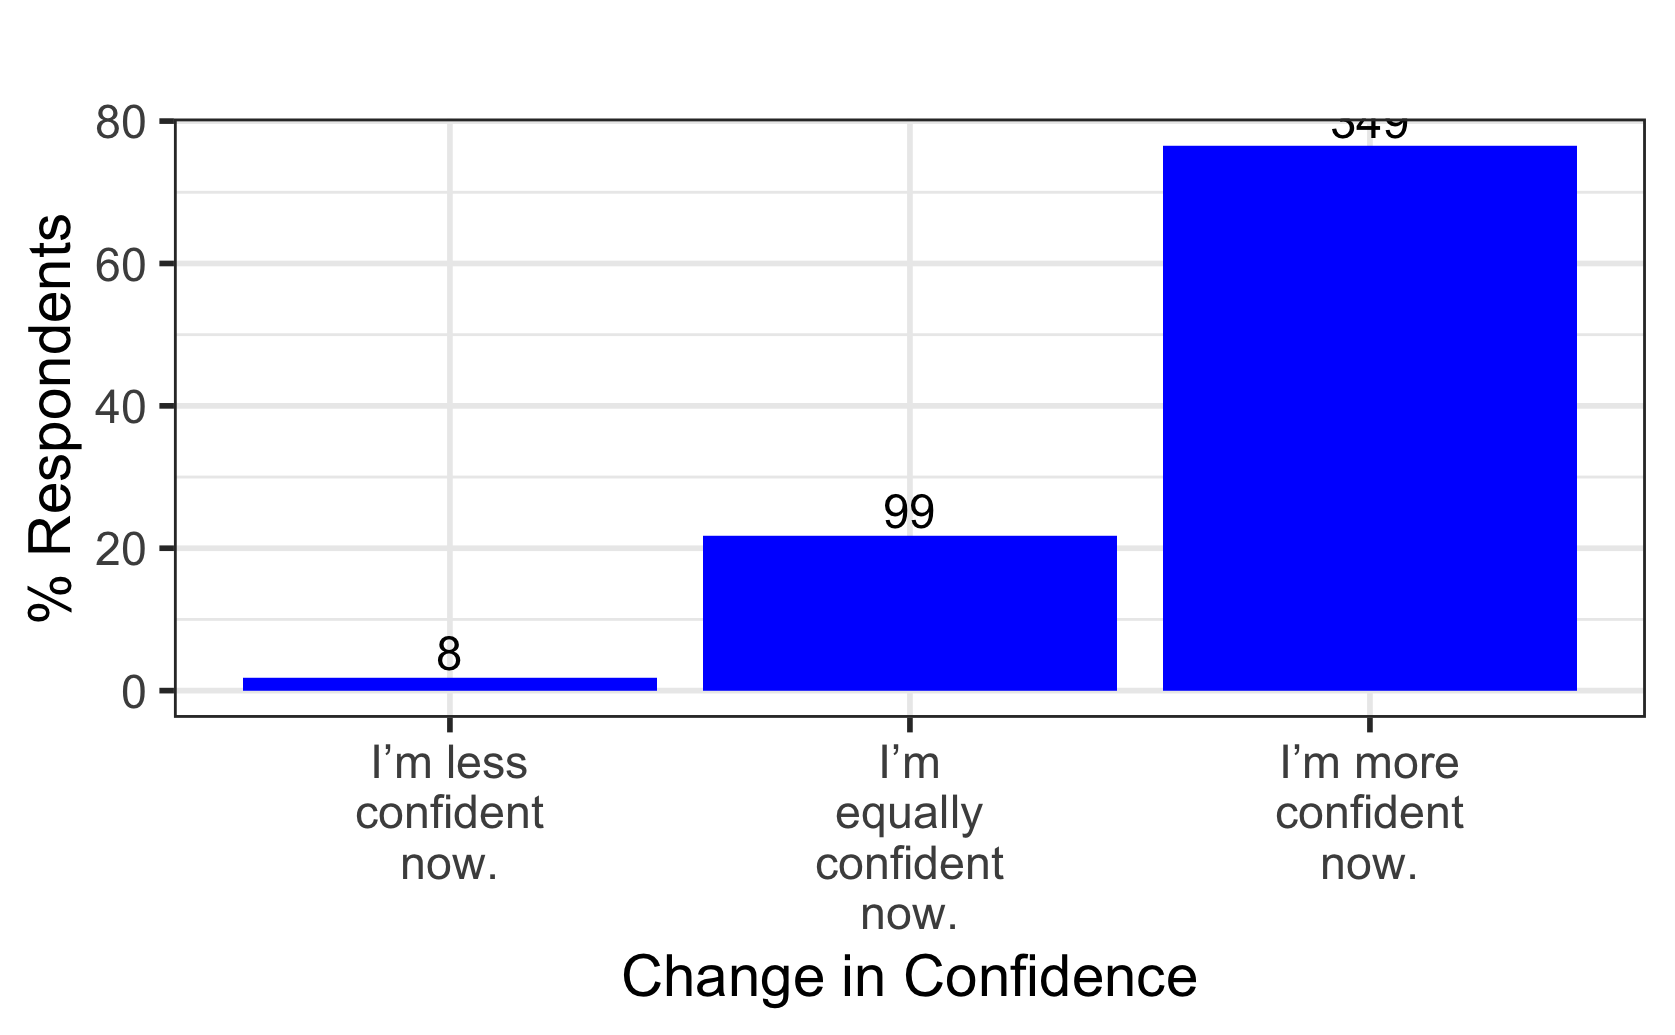 80
60
40
20
0
% Respondents
349
99
8
I’m less
confident
now.
I’m
equally
confident
now.
I’m more
confident
now.
Change in Confidence